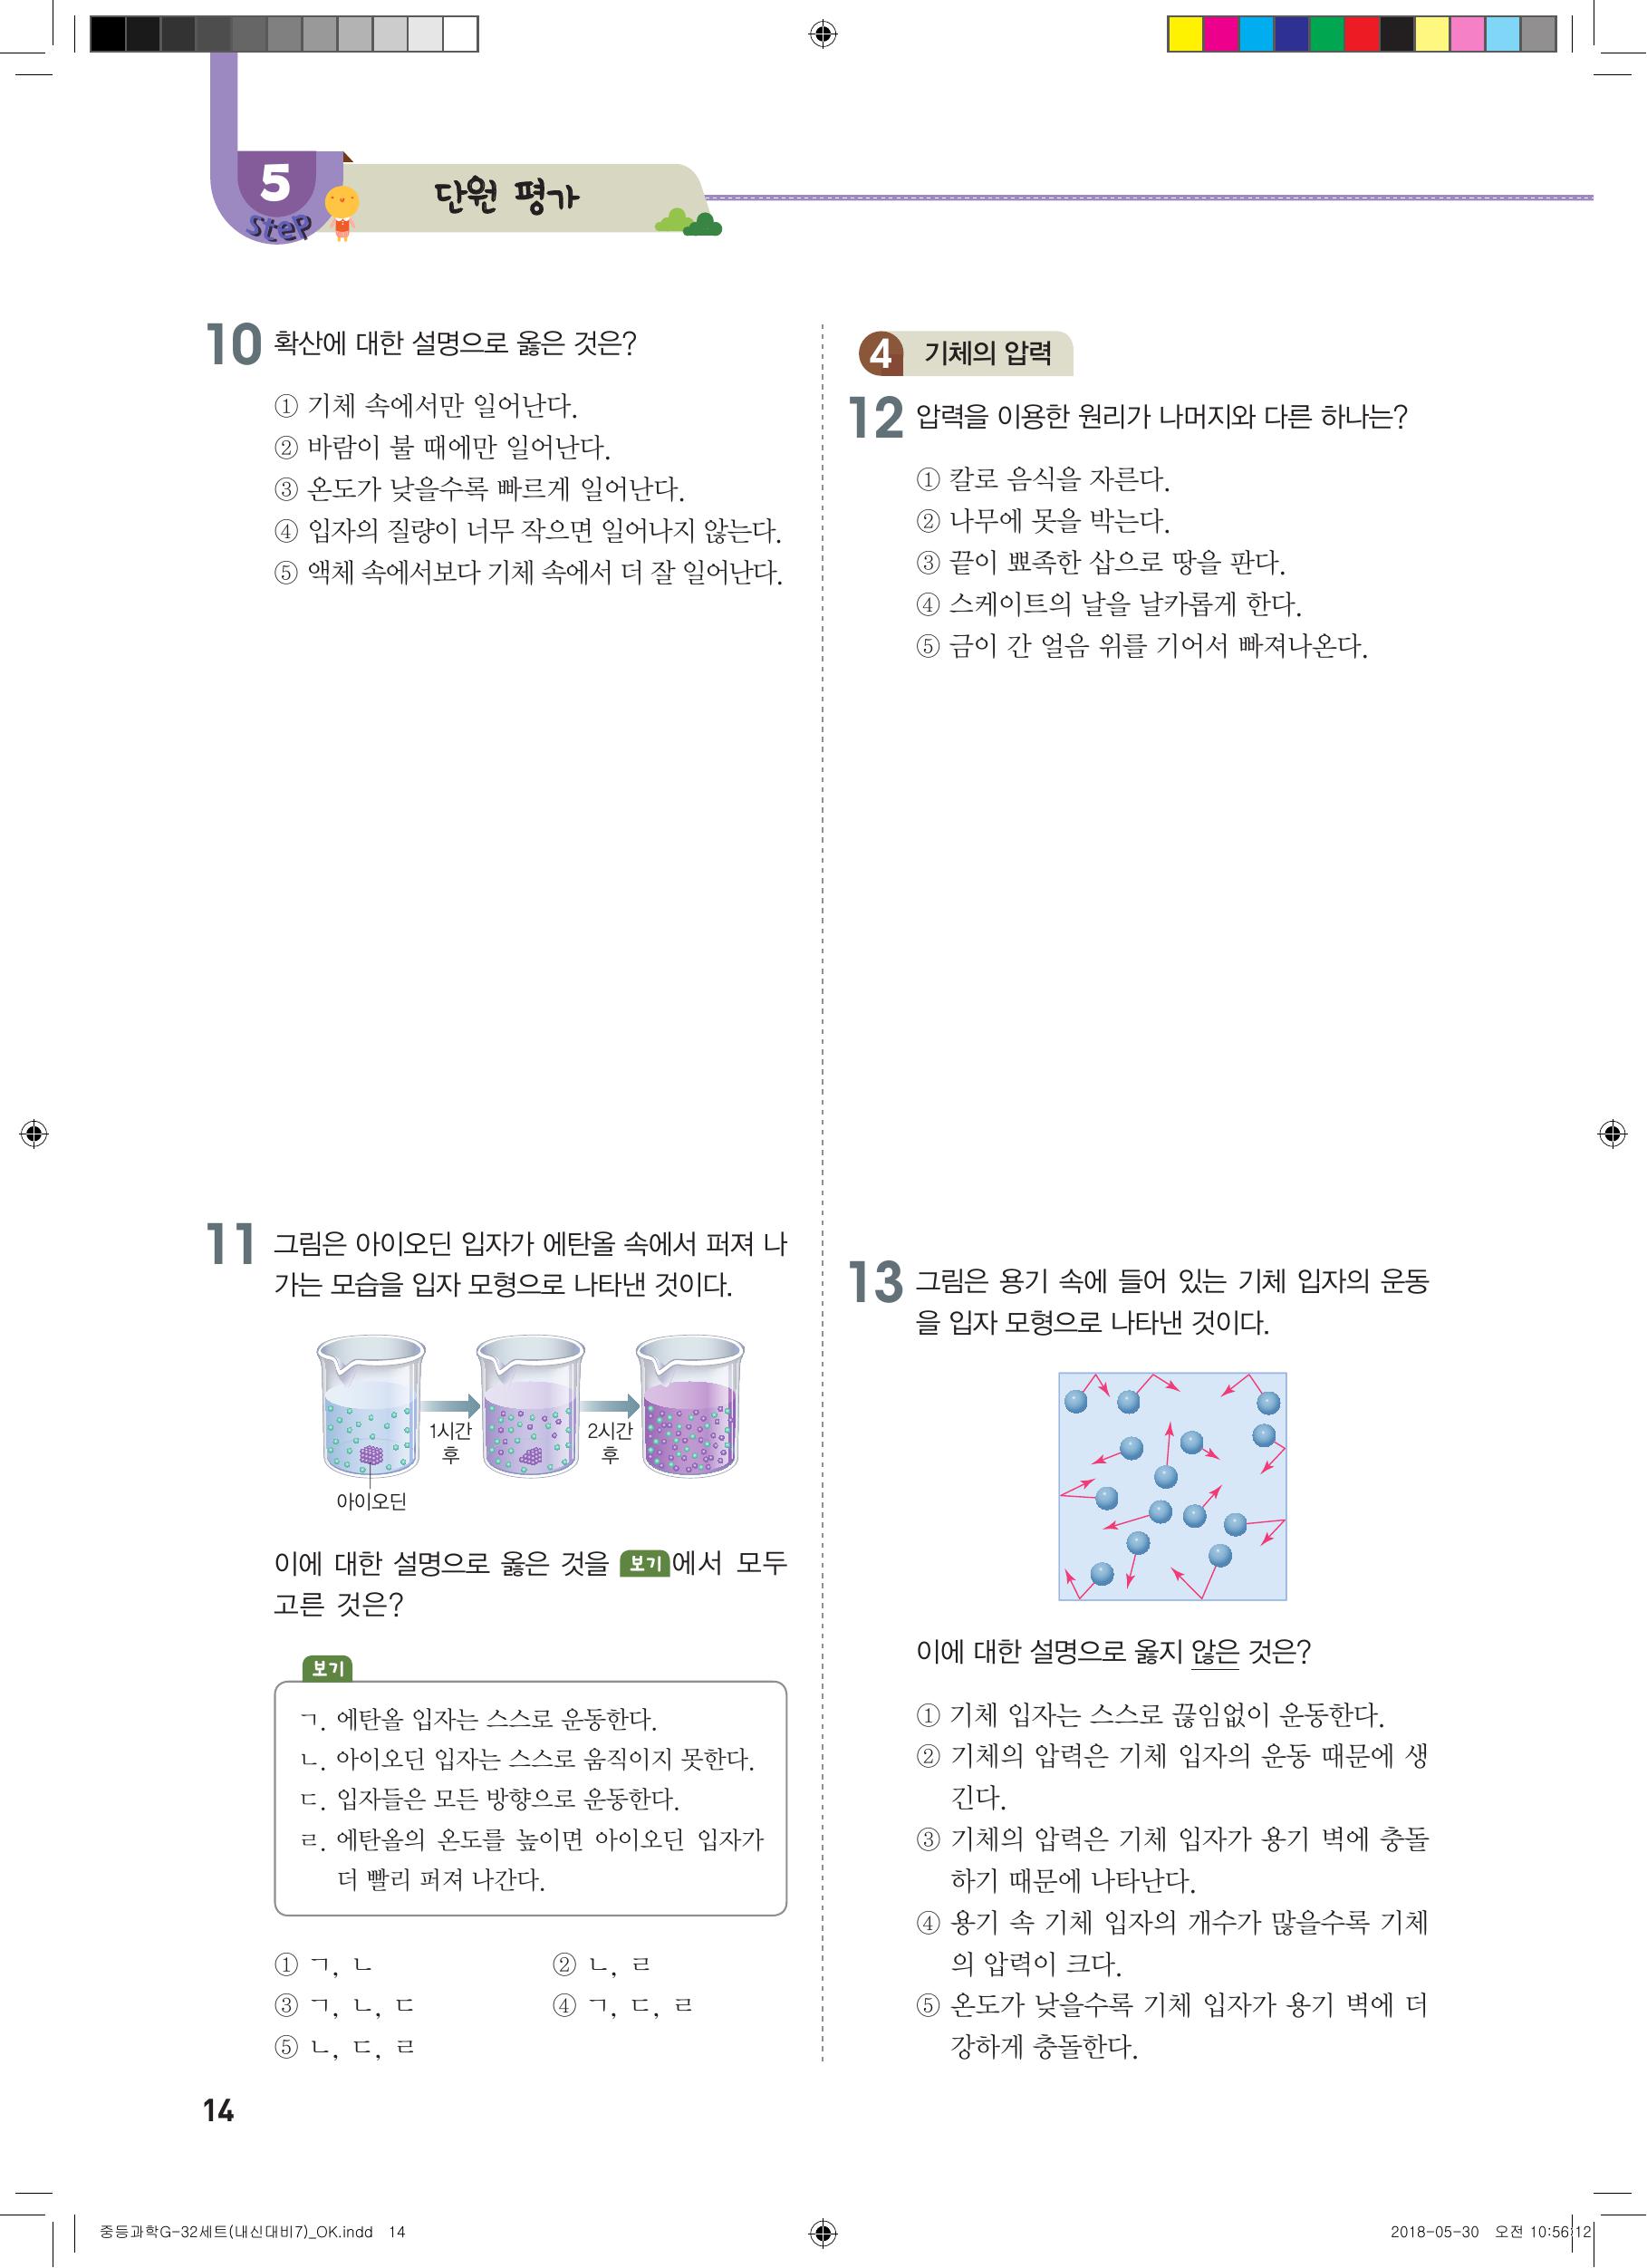 5
step
단원 평가
10 확산에 대한 설명으로 옳은 것은?
① 기체 속에서만 일어난다.
② 바람이 불 때에만 일어난다.
③ 온도가 낮을수록 빠르게 일어난다.
④ 입자의 질량이 너무 작으면 일어나지 않는다.
⑤ 액체 속에서보다 기체 속에서 더 잘 일어난다.
11 그림은 아이오딘 입자가 에탄올 속에서 퍼져 나
가는 모습을 입자 모형으로 나타낸 것이다.
1시간
후
2시간
후
아이오딘
이에 대한 설명으로 옳은 것을 보기에서 모두
고른 것은?
보기
ㄱ. 에탄올 입자는 스스로 운동한다.
ㄴ. 아이오딘 입자는 스스로 움직이지 못한다.
ㄷ. 입자들은 모든 방향으로 운동한다.
ㄹ. 에탄올의 온도를 높이면 아이오딘 입자가
더 빨리 퍼져 나간다.
① ㄱ, ㄴ ② ㄴ, ㄹ
③ ㄱ, ㄴ, ㄷ ④ ㄱ, ㄷ, ㄹ
⑤ ㄴ, ㄷ, ㄹ
4 기체의 압력
12 압력을 이용한 원리가 나머지와 다른 하나는?
① 칼로 음식을 자른다.
② 나무에 못을 박는다.
③ 끝이 뾰족한 삽으로 땅을 판다.
④ 스케이트의 날을 날카롭게 한다.
⑤ 금이 간 얼음 위를 기어서 빠져나온다.
13 그림은 용기 속에 들어 있는 기체 입자의 운동
을 입자 모형으로 나타낸 것이다.
이에 대한 설명으로 옳지 않은 것은?
① 기체 입자는 스스로 끊임없이 운동한다.
② 기체의 압력은 기체 입자의 운동 때문에 생
긴다.
③ 기체의 압력은 기체 입자가 용기 벽에 충돌
하기 때문에 나타난다.
④ 용기 속 기체 입자의 개수가 많을수록 기체
의 압력이 크다.
⑤ 온도가 낮을수록 기체 입자가 용기 벽에 더
강하게 충돌한다.
14
중등과학G-32세트(내신대비7)_OK.indd 14
2018-05-30 오전 10:56:12